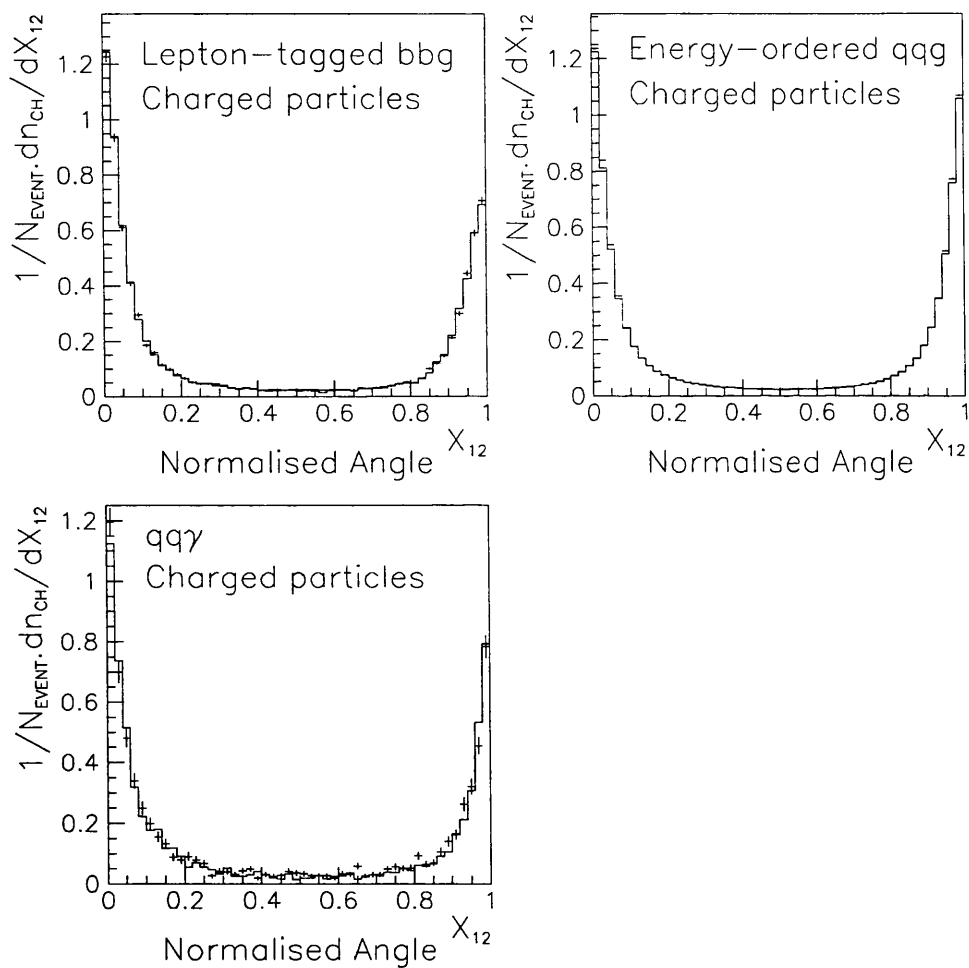 1/N_EVENT.dn_CH/dX_12
Lepton-tagged bbg
Charged particles
1.2
1
0.8
0.6
0.4
0.2
0
0 0.2 0.4 0.6 0.8 1
X_12
Normalised Angle
1/N_EVENT.dn_CH/dX_12
Energy-ordered qqg
Charged particles
1.2
1
0.8
0.6
0.4
0.2
0
0 0.2 0.4 0.6 0.8 1
X_12
Normalised Angle
1/N_EVENT.dn_CH/dX_12
qqγ
Charged particles
1.2
1
0.8
0.6
0.4
0.2
0
0 0.2 0.4 0.6 0.8 1
X_12
Normalised Angle